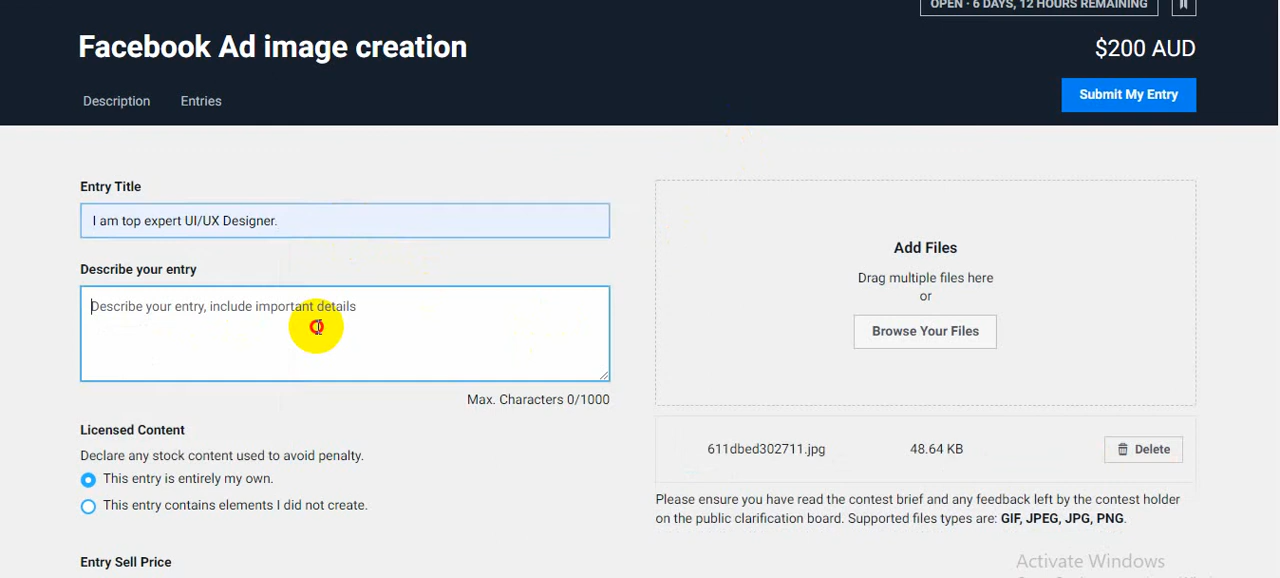 OPEN - 6 DAYS, 12 HOURS REMAINING
Facebook Ad image creation
$200 AUD
Description
Entries
Submit My Entry
Entry Title
I am top expert UI/UX Designer.
Describe your entry
Describe your entry, include important details
Max. Characters 0/1000
Licensed Content
Declare any stock content used to avoid penalty.
This entry is entirely my own.
This entry contains elements I did not create.
Entry Sell Price
Add Files
Drag multiple files here
or
Browse Your Files
611dbed302711.jpg 48.64 KB Delete
Please ensure you have read the contest brief and any feedback left by the contest holder
on the public clarification board. Supported files types are: GIF, JPEG, JPG, PNG.
Activate Windows